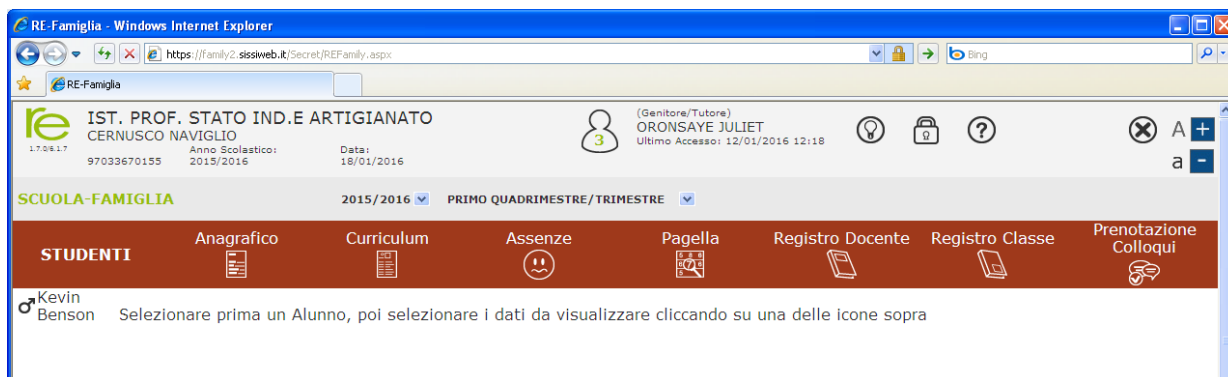 RE-Famiglia - Windows Internet Explorer
https://family2.sissiweb.it/Secret/REFamily.aspx
Bing
RE-Famiglia
re
1.7.0/6.1.7
IST. PROF. STATO IND.E ARTIGIANATO
CERNUSCO NAVIGLIO
Anno Scolastico: Data:
97033670155 2015/2016 18/01/2016
3
(Genitore/Tutore)
ORONSAYE JULIET
Ultimo Accesso: 12/01/2016 12:18
A +
a -
SCUOLA-FAMIGLIA 2015/2016 PRIMO QUADRIMESTRE/TRIMESTRE
STUDENTI Anagrafico Curriculum Assenze Pagella Registro Docente Registro Classe Prenotazione Colloqui
Kevin
Benson Selezionare prima un Alunno, poi selezionare i dati da visualizzare cliccando su una delle icone sopra